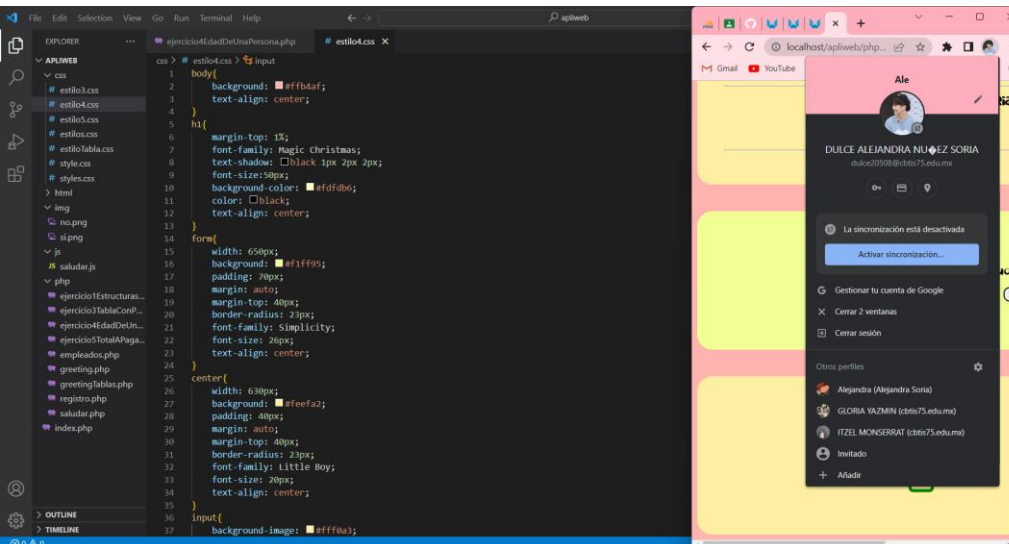 File Edit Selection View Go Run Terminal Help
apliweb
EXPLORER
APLIWEB
css
# estilo3.css
# estilo4.css
# estilo5.css
# estilos.css
# estiloTabla.css
# style.css
# styles.css
html
img
no.png
si.png
js
JS saludar.js
php
ejercicio1Estructuras...
ejercicio3TablaConP...
ejercicio4EdadDeUn...
ejercicio5TotalAPaga...
empleados.php
greeting.php
greetingTablas.php
registro.php
saludar.php
index.php
OUTLINE
TIMELINE
ejercicio4EdadDeUnaPersona.php # estilo4.css
css > # estilo4.css > input
1 body{
2 background: #ffb4af;
3 text-align: center;
4 }
5 h1{
6 margin-top: 1%;
7 font-family: Magic Christmas;
8 text-shadow: black 1px 2px 2px;
9 font-size:50px;
10 background-color: #fdfdb6;
11 color: black;
12 text-align: center;
13 }
14 form{
15 width: 650px;
16 background: #f1ff95;
17 padding: 70px;
18 margin: auto;
19 margin-top: 40px;
20 border-radius: 23px;
21 font-family: Simplicity;
22 font-size: 26px;
23 text-align: center;
24 }
25 center{
26 width: 630px;
27 background: #feefa2;
28 padding: 40px;
29 margin: auto;
30 margin-top: 40px;
31 border-radius: 23px;
32 font-family: Little Boy;
33 font-size: 20px;
34 text-align: center;
35 }
36 input{
37 background-image: #fff0a3;
localhost/apliweb/php...
Gmail YouTube
Ale
DULCE ALEJANDRA NU�EZ SORIA
dulce20508@cbtis75.edu.mx
La sincronización está desactivada
Activar sincronización...
Gestionar tu cuenta de Google
Cerrar 2 ventanas
Cerrar sesión
Otros perfiles
Alejandra (Alejandra Soria)
GLORIA YAZMIN (cbtis75.edu.mx)
ITZEL MONSERRAT (cbtis75.edu.mx)
Invitado
Añadir